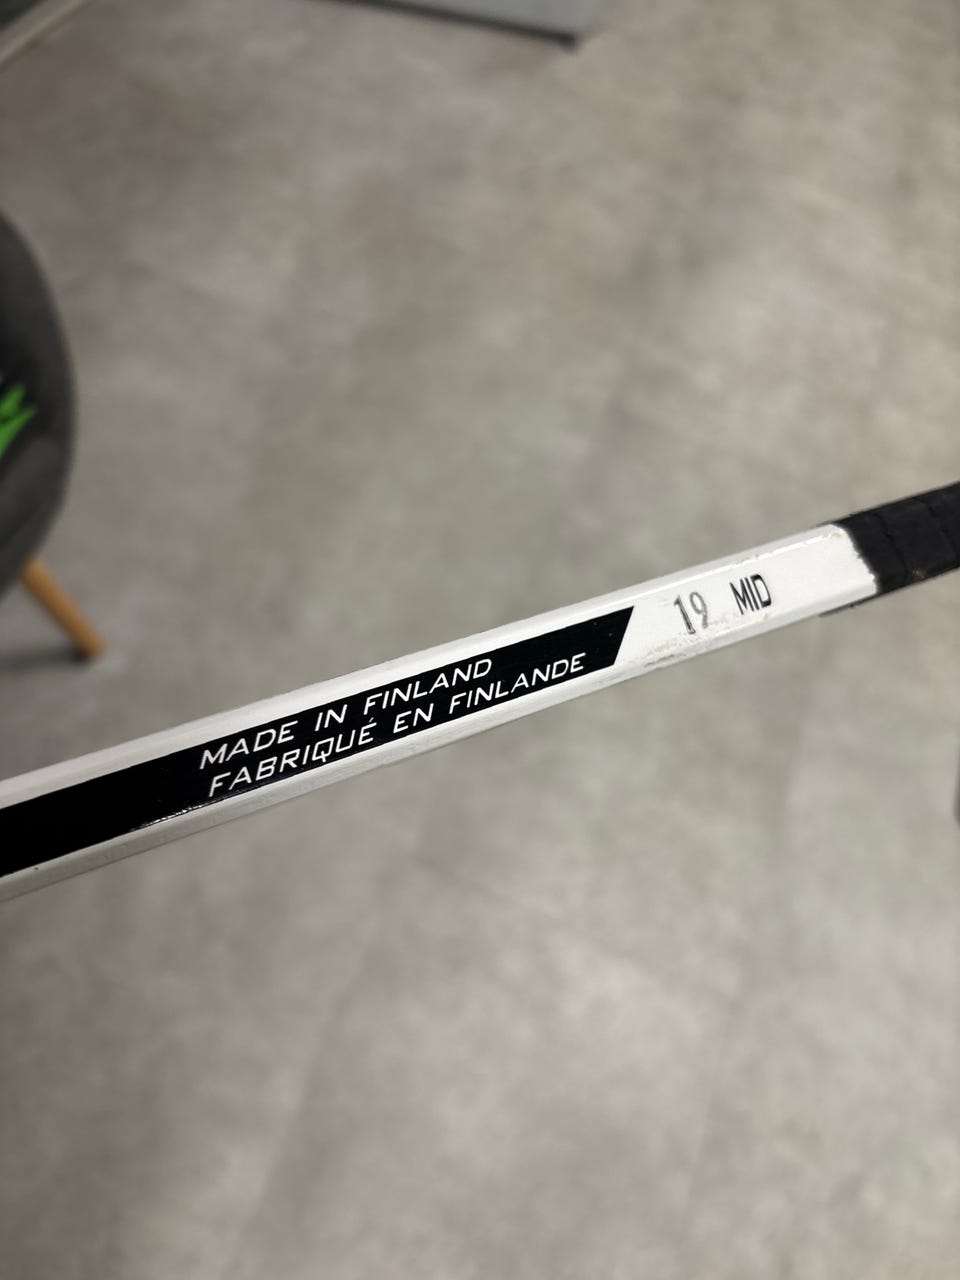 MADE IN FINLAND
FABRIQUÉ EN FINLANDE
19 MID